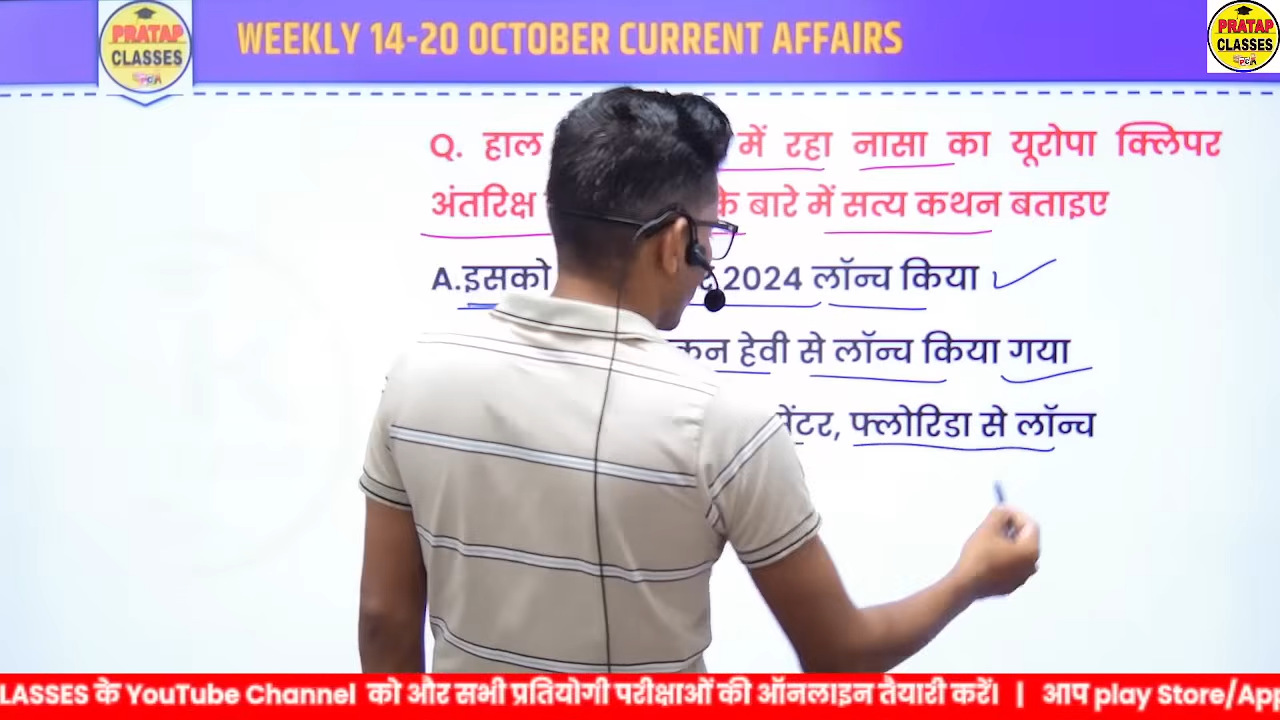 PRATAP
CLASSES
WEEKLY 14-20 OCTOBER CURRENT AFFAIRS
PRATAP
CLASSES
Q. हाल में रहा नासा का यूरोपा क्लिपर
अंतरिक्ष के बारे में सत्य कथन बताइए
A.इसको 2024 लॉन्च किया
हेवी से लॉन्च किया गया
फ्लोरिडा से लॉन्च
LASSES के YouTube Channel को और सभी प्रतियोगी परीक्षाओं की ऑनलाइन तैयारी करें। | आप play Store/App